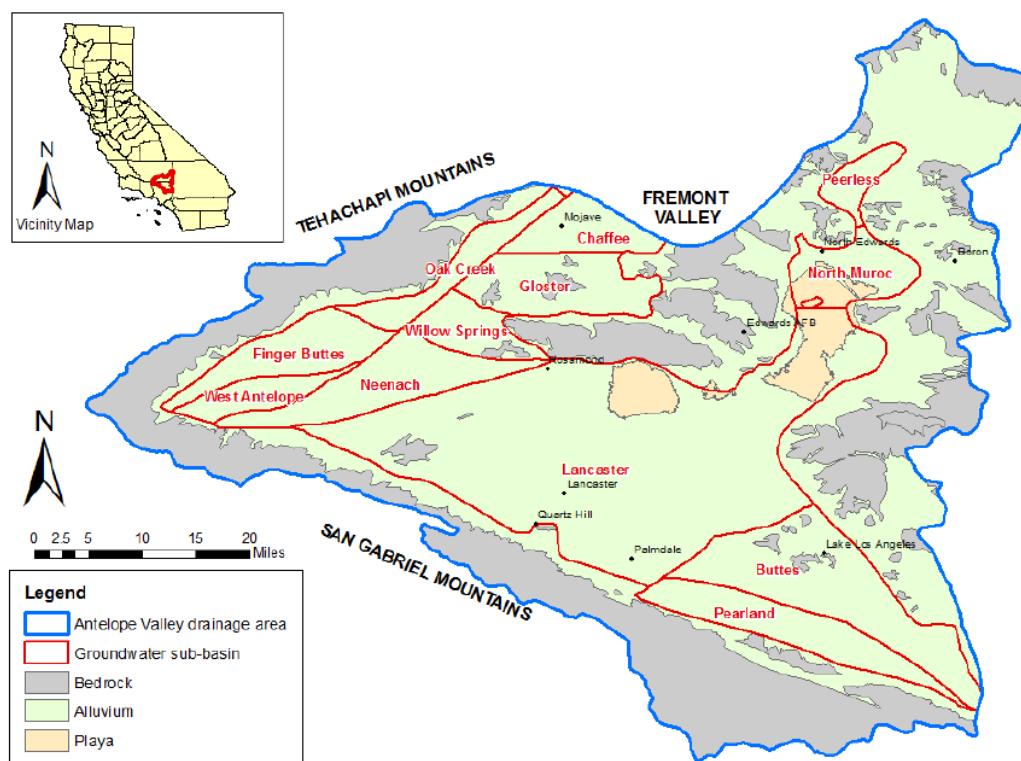 N
Vicinity Map
TEHACHAPI MOUNTAINS
FREMONT
VALLEY
Peerless
Mojave
Chaffee
North Edwards
Boron
Oak Creek
Gloster
North Muroc
Willow Springs
Edwards AFB
Finger Buttes
Rosamond
West Antelope
Neenach
N
Lancaster
Lancaster
Quartz Hill
0 2.5 5 10 15 20
Miles
SAN GABRIEL MOUNTAINS
Palmdale
Lake Los Angeles
Buttes
Pearland
Legend
Antelope Valley drainage area
Groundwater sub-basin
Bedrock
Alluvium
Playa